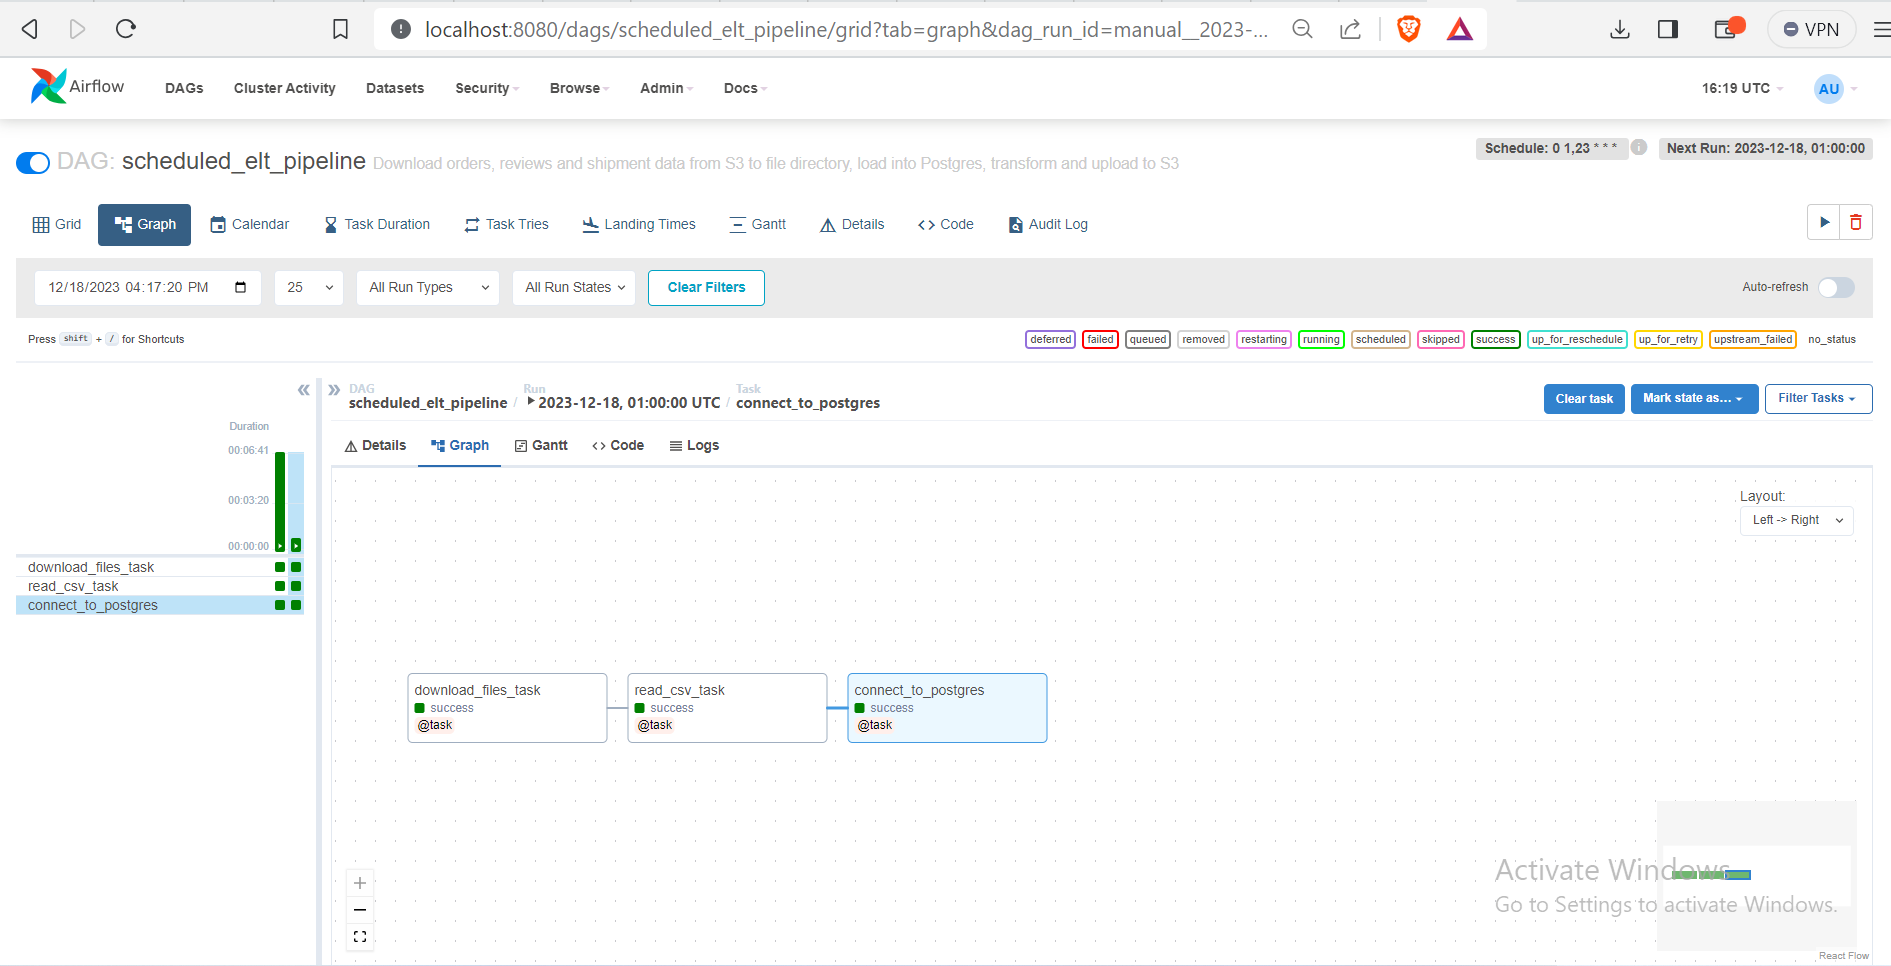 localhost:8080/dags/scheduled_elt_pipeline/grid?tab=graph&dag_run_id=manual__2023-...
VPN
Airflow
DAGs
Cluster Activity
Datasets
Security
Browse
Admin
Docs
16:19 UTC
AU
DAG: scheduled_elt_pipeline Download orders, reviews and shipment data from S3 to file directory, load into Postgres, transform and upload to S3
Schedule: 0 1,23 * * *
i
Next Run: 2023-12-18, 01:00:00
Grid
Graph
Calendar
Task Duration
Task Tries
Landing Times
Gantt
Details
Code
Audit Log
12/18/2023 04:17:20 PM
25
All Run Types
All Run States
Clear Filters
Auto-refresh
Press shift + / for Shortcuts
deferred
failed
queued
removed
restarting
running
scheduled
skipped
success
up_for_reschedule
up_for_retry
upstream_failed
no_status
DAG
scheduled_elt_pipeline
/
Run
2023-12-18, 01:00:00 UTC
/
Task
connect_to_postgres
Clear task
Mark state as...
Filter Tasks
Duration
00:06:41
00:03:20
00:00:00
download_files_task
read_csv_task
connect_to_postgres
Details
Graph
Gantt
Code
Logs
Layout:
Left -> Right
download_files_task
success
@task
read_csv_task
success
@task
connect_to_postgres
success
@task
Activate Windows
Go to Settings to activate Windows.
React Flow